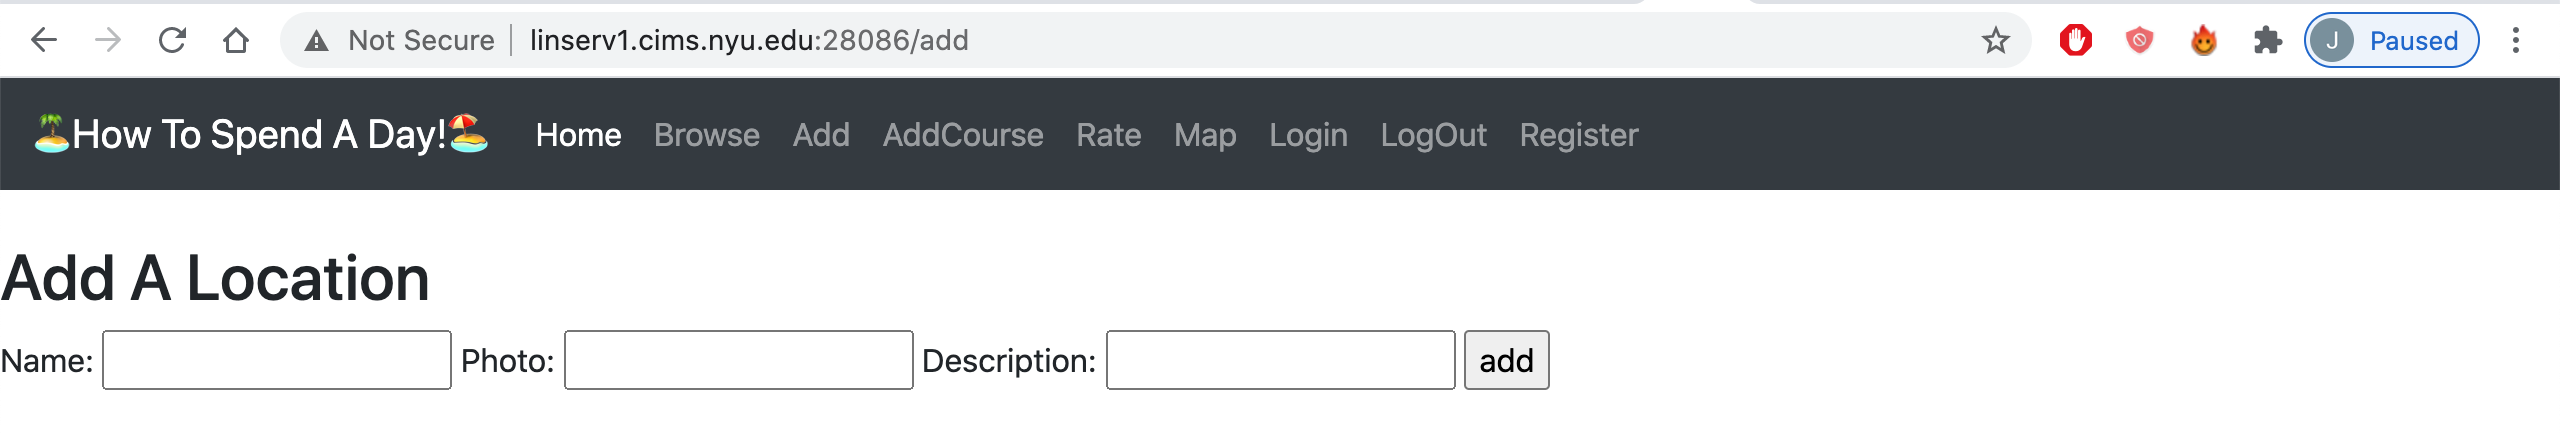 Not Secure linserv1.cims.nyu.edu:28086/add J Paused
🏝How To Spend A Day!🏖 Home Browse Add AddCourse Rate Map Login LogOut Register
Add A Location
Name: Photo: Description: add